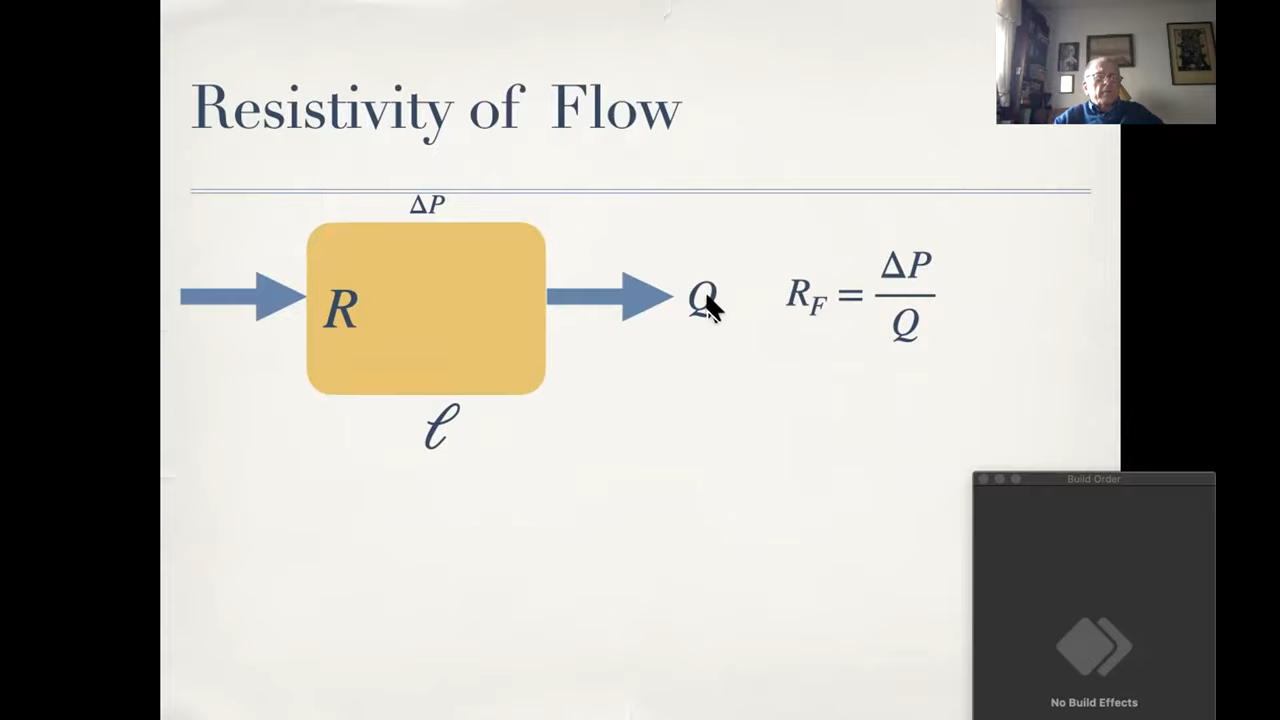 Resistivity of Flow
ΔP
R
Q
R_F = ΔP / Q
ℓ
Build Order
No Build Effects